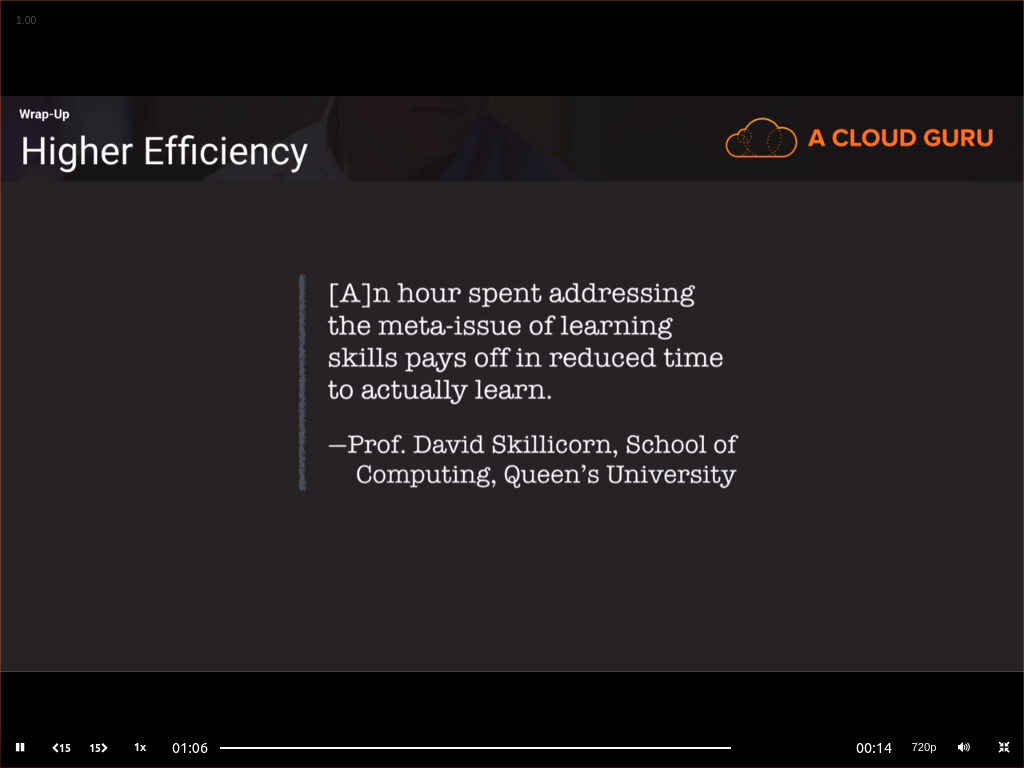 1.00
Wrap-Up
Higher Efficiency
A CLOUD GURU
[A]n hour spent addressing
the meta-issue of learning
skills pays off in reduced time
to actually learn.
—Prof. David Skillicorn, School of
Computing, Queen’s University
15 15 1x 01:06 00:14 720p